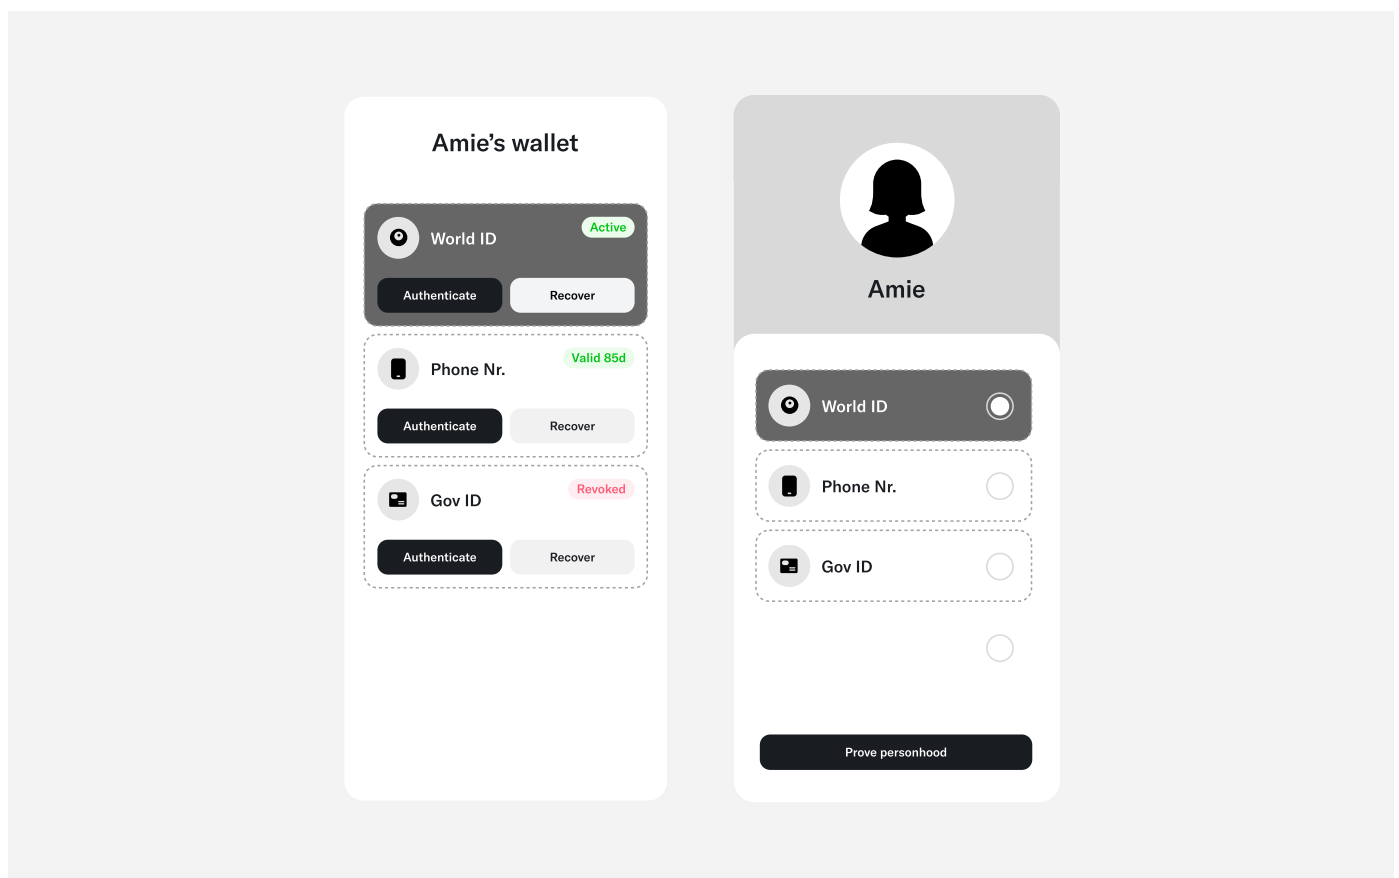 Amie’s wallet
World ID
Active
Authenticate
Recover
Phone Nr.
Valid 85d
Authenticate
Recover
Gov ID
Revoked
Authenticate
Recover
Amie
World ID
Phone Nr.
Gov ID
Prove personhood